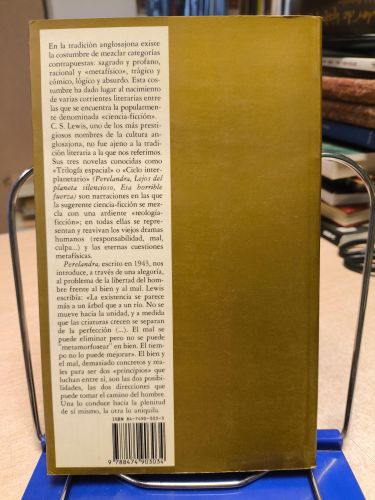 En la tradición anglosajona existe
la costumbre de mezclar categorías
contrapuestas: sagrado y profano,
racional y «metafísico», trágico y
cómico, lógico y absurdo. Esta cos-
tumbre ha dado lugar al nacimiento
de varias corrientes literarias entre
las que se encuentra la popularmen-
te denominada «ciencia-ficción».
C. S. Lewis, uno de los más presti-
giosos nombres de la cultura an-
glosajona, no fue ajeno a la tradi-
ción literaria a la que nos referimos.
Sus tres novelas conocidas como
«Trilogía espacial» o «Ciclo inter-
planetario» (Perelandra, Lejos del
planeta silencioso, Esa horrible
fuerza) son narraciones en las que
la sugerente ciencia-ficción se mez-
cla con una ardiente «teología-
ficción»; en todas ellas se repre-
sentan y reavivan los viejos dramas
humanos (responsabilidad, mal,
culpa...) y las eternas cuestiones
metafísicas.
Perelandra, escrito en 1943, nos
introduce, a través de una alegoría,
al problema de la libertad del hom-
bre frente al bien y al mal. Lewis
escribía: «La existencia se parece
más a un árbol que a un río. No se
mueve hacia la unidad, y a medida
que las criaturas crecen se separan
de la perfección (...). El mal se
puede eliminar pero no se puede
"metamorfosear" en bien. El tiem-
po no lo puede mejorar». El bien y
el mal, demasiado concretos y rea-
les para ser dos «principios» que
luchan entre sí, son las dos posibi-
lidades, las dos direcciones que
puede tomar el camino del hombre.
Una lo conduce hacia la plenitud
de sí mismo, la otra lo aniquila.
ISBN 84-7490-303-5
9 788474 903034